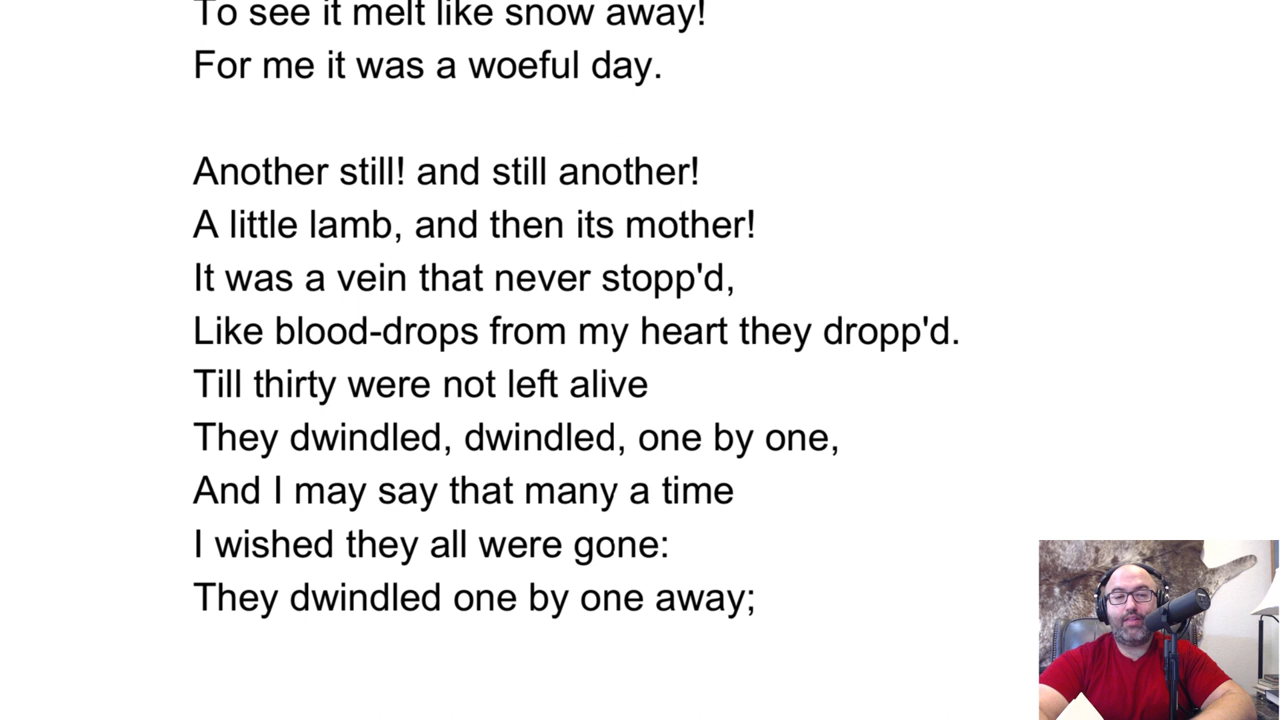 To see it melt like snow away!
For me it was a woeful day.
Another still! and still another!
A little lamb, and then its mother!
It was a vein that never stopp'd,
Like blood-drops from my heart they dropp'd.
Till thirty were not left alive
They dwindled, dwindled, one by one,
And I may say that many a time
I wished they all were gone:
They dwindled one by one away;